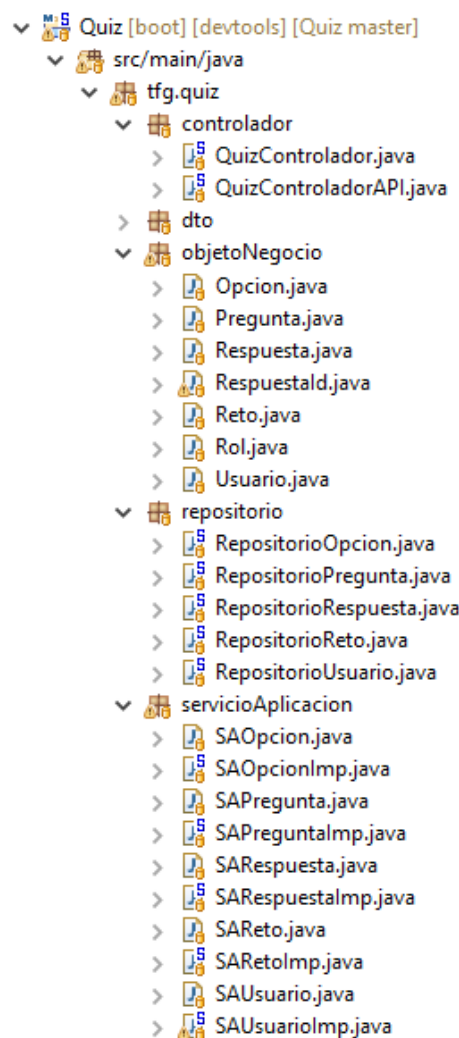 Quiz [boot] [devtools] [Quiz master]
src/main/java
tfg.quiz
controlador
QuizControlador.java
QuizControladorAPI.java
dto
objetoNegocio
Opcion.java
Pregunta.java
Respuesta.java
RespuestaId.java
Reto.java
Rol.java
Usuario.java
repositorio
RepositorioOpcion.java
RepositorioPregunta.java
RepositorioRespuesta.java
RepositorioReto.java
RepositorioUsuario.java
servicioAplicacion
SAOpcion.java
SAOpcionImp.java
SAPregunta.java
SAPreguntaImp.java
SARespuesta.java
SARespuestaImp.java
SAReto.java
SARetoImp.java
SAUsuario.java
SAUsuarioImp.java